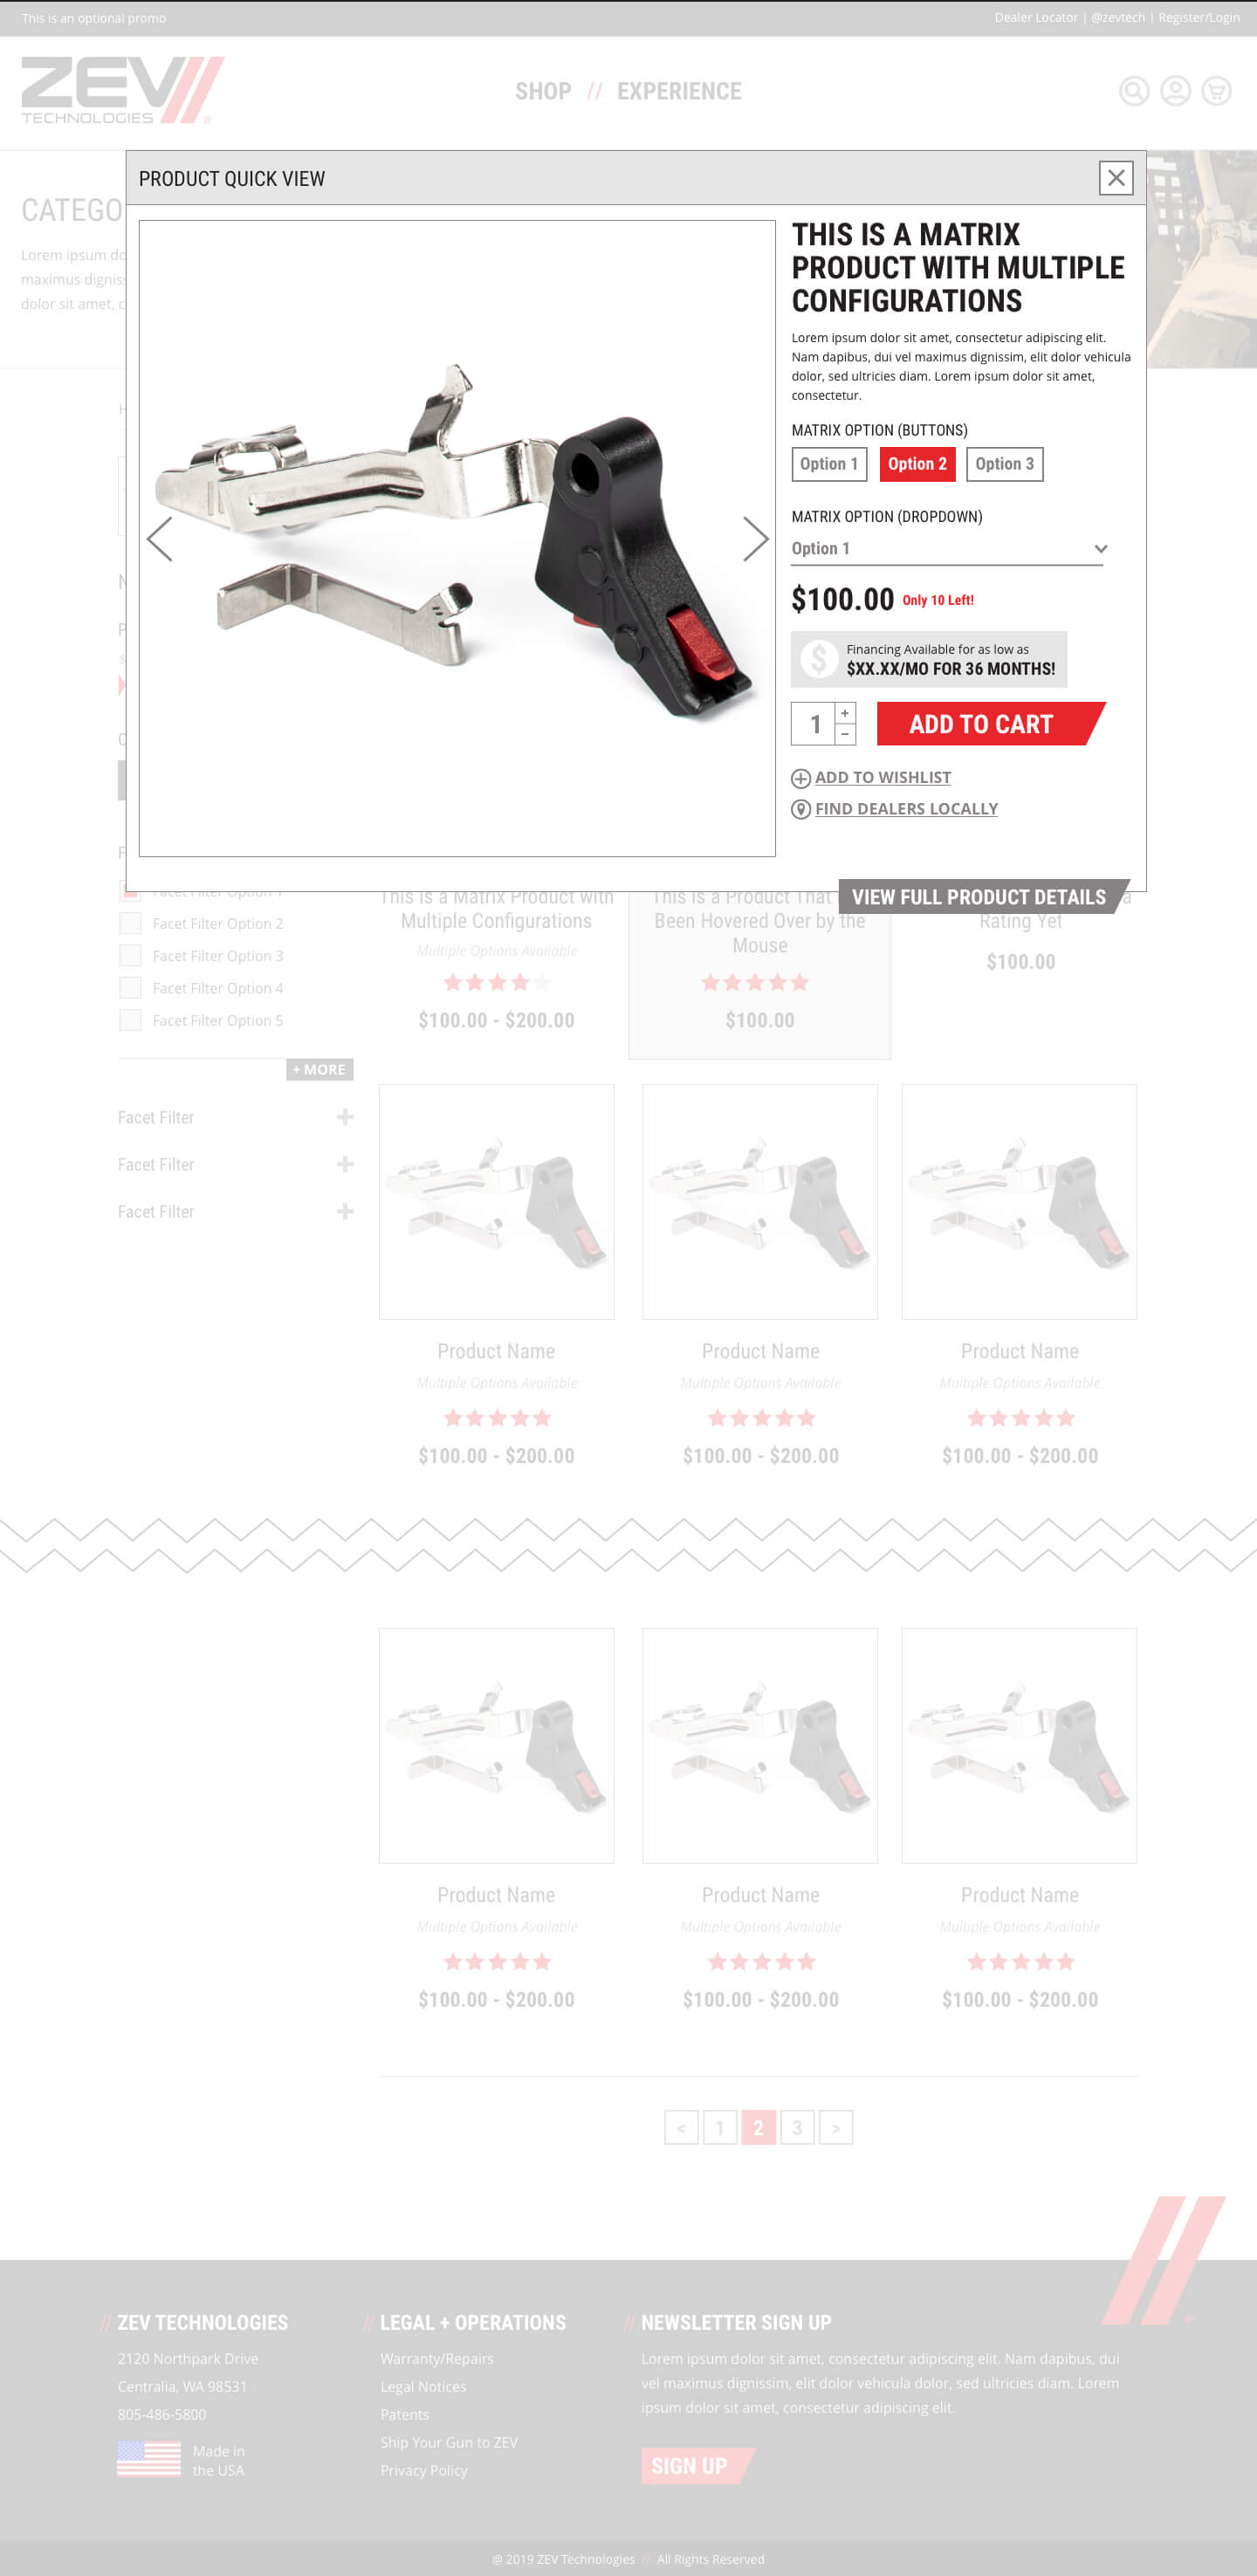 This is an optional promo
Dealer Locator | @zevtech | Register/Login
ZEV
TECHNOLOGIES
SHOP // EXPERIENCE
PRODUCT QUICK VIEW
CATEGO
Lorem ipsum do
maximus digniss
dolor sit amet, c
THIS IS A MATRIX
PRODUCT WITH MULTIPLE
CONFIGURATIONS
Lorem ipsum dolor sit amet, consectetur adipiscing elit.
Nam dapibus, dui vel maximus dignissim, elit dolor vehicula
dolor, sed ultricies diam. Lorem ipsum dolor sit amet,
consectetur.
MATRIX OPTION (BUTTONS)
Option 1
Option 2
Option 3
MATRIX OPTION (DROPDOWN)
Option 1
$100.00 Only 10 Left!
$
Financing Available for as low as
$XX.XX/MO FOR 36 MONTHS!
1
+
-
ADD TO CART
ADD TO WISHLIST
FIND DEALERS LOCALLY
VIEW FULL PRODUCT DETAILS
Facet Filter Option 1
Facet Filter Option 2
Facet Filter Option 3
Facet Filter Option 4
Facet Filter Option 5
+ MORE
Facet Filter
Facet Filter
Facet Filter
This is a Matrix Product with
Multiple Configurations
Multiple Options Available
$100.00 - $200.00
This is a Product That
Been Hovered Over by the
Mouse
$100.00
a
Rating Yet
$100.00
Product Name
Multiple Options Available
$100.00 - $200.00
Product Name
Multiple Options Available
$100.00 - $200.00
Product Name
Multiple Options Available
$100.00 - $200.00
Product Name
Multiple Options Available
$100.00 - $200.00
Product Name
Multiple Options Available
$100.00 - $200.00
Product Name
Multiple Options Available
$100.00 - $200.00
< 1 2 3 >
// ZEV TECHNOLOGIES
2120 Northpark Drive
Centralia, WA 98531
805-486-5800
Made in
the USA
// LEGAL + OPERATIONS
Warranty/Repairs
Legal Notices
Patents
Ship Your Gun to ZEV
Privacy Policy
// NEWSLETTER SIGN UP
Lorem ipsum dolor sit amet, consectetur adipiscing elit. Nam dapibus, dui
vel maximus dignissim, elit dolor vehicula dolor, sed ultricies diam. Lorem
ipsum dolor sit amet, consectetur adipiscing elit.
SIGN UP
@ 2019 ZEV Technologies // All Rights Reserved